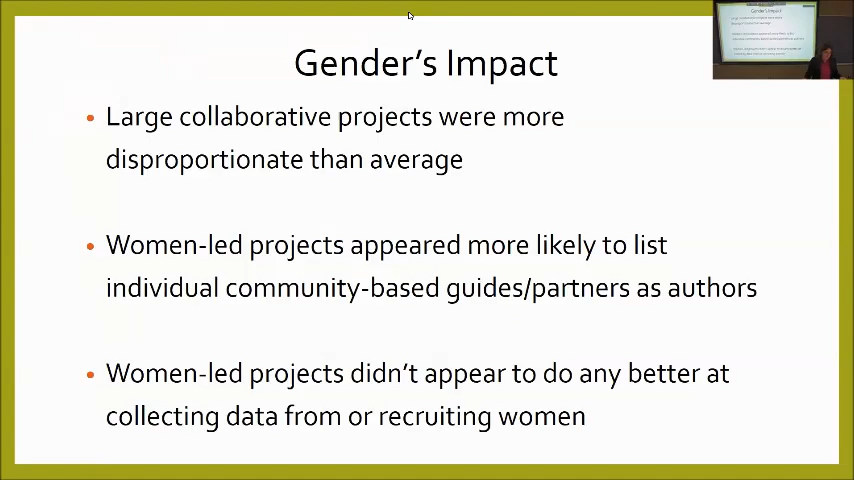 Gender's Impact
• Large collaborative projects were more
disproportionate than average
• Women-led projects appeared more likely to list
individual community-based guides/partners as authors
• Women-led projects didn't appear to do any better at
collecting data from or recruiting women
Gender's Impact